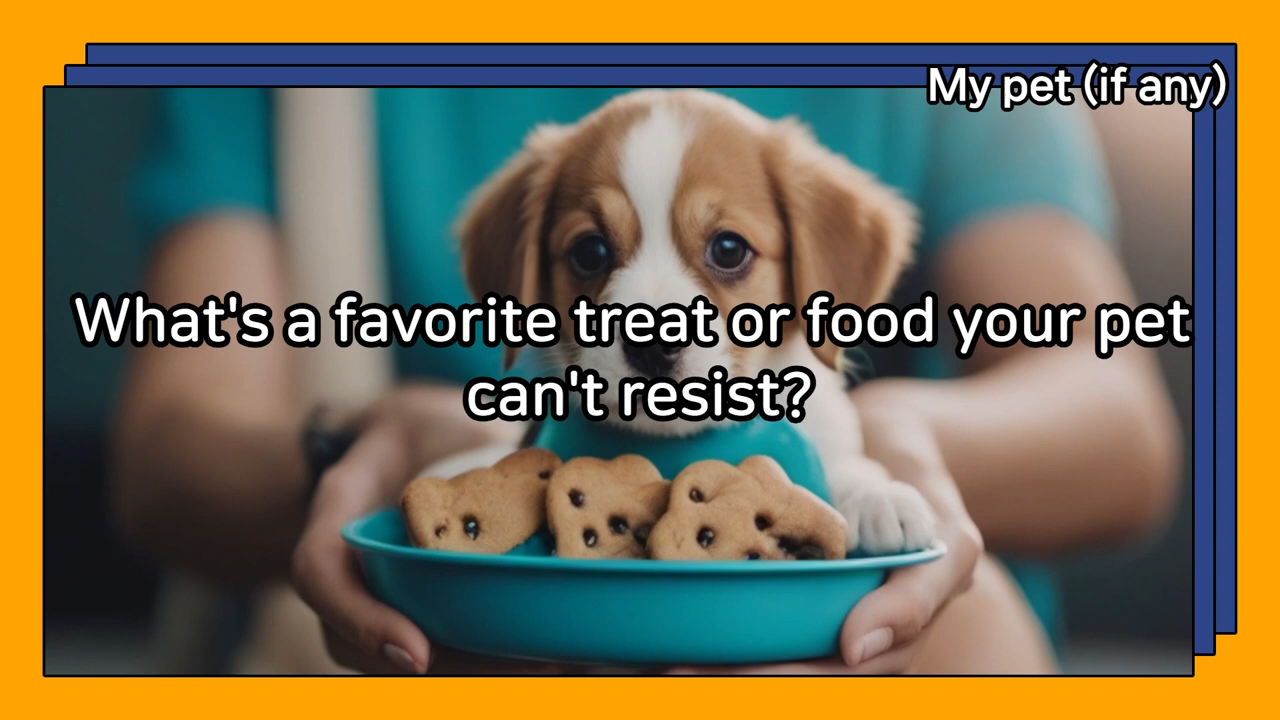 My pet (if any)
What's a favorite treat or food your pet
can't resist?